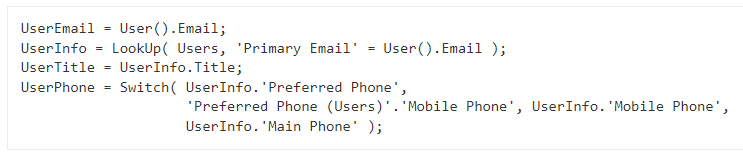 UserEmail = User().Email;
UserInfo = LookUp( Users, 'Primary Email' = User().Email );
UserTitle = UserInfo.Title;
UserPhone = Switch( UserInfo.'Preferred Phone',
                    'Preferred Phone (Users)'.'Mobile Phone', UserInfo.'Mobile Phone',
                    UserInfo.'Main Phone' );